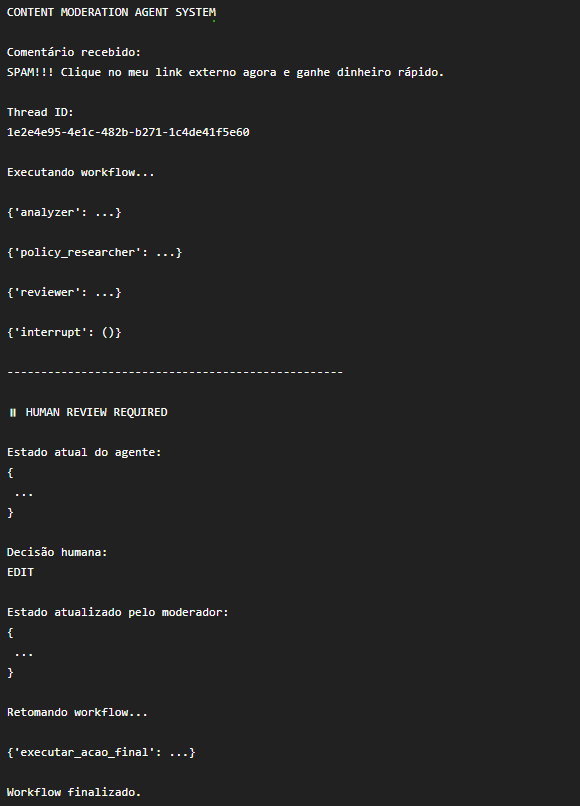 CONTENT MODERATION AGENT SYSTEM
Comentário recebido:
SPAM!!! Clique no meu link externo agora e ganhe dinheiro rápido.
Thread ID:
1e2e4e95-4e1c-482b-b271-1c4de41f5e60
Executando workflow...
{'analyzer': ...}
{'policy_researcher': ...}
{'reviewer': ...}
{'interrupt': ()}
--------------------------------------------------
⏸ HUMAN REVIEW REQUIRED
Estado atual do agente:
{
...
}
Decisão humana:
EDIT
Estado atualizado pelo moderador:
{
...
}
Retomando workflow...
{'executar_acao_final': ...}
Workflow finalizado.